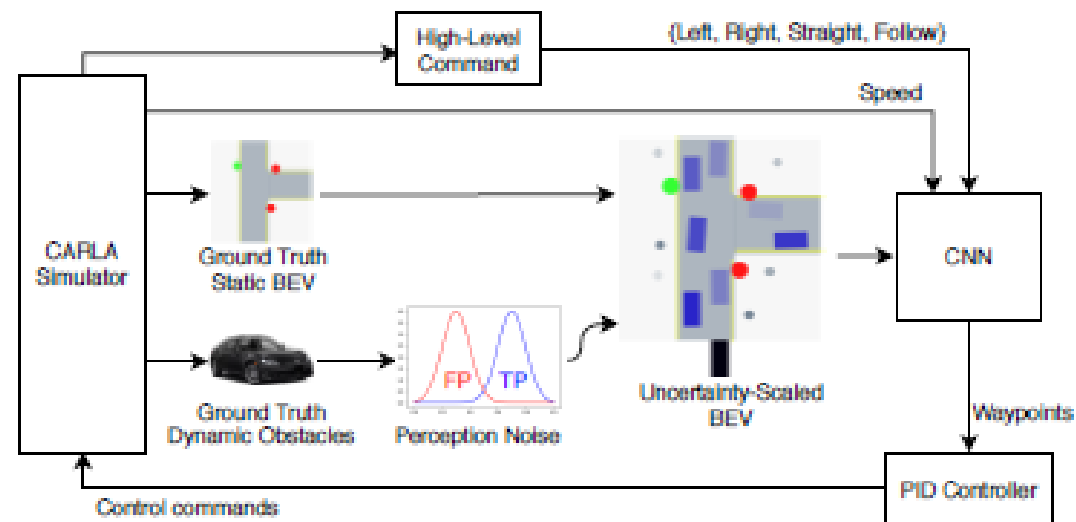 High-Level
Command
(Left, Right, Straight, Follow)
Speed
CARLA
Simulator
Ground Truth
Static BEV
CNN
FP
TP
Ground Truth
Dynamic Obstacles
Perception Noise
Uncertainty-Scaled
BEV
Waypoints
PID Controller
Control commands